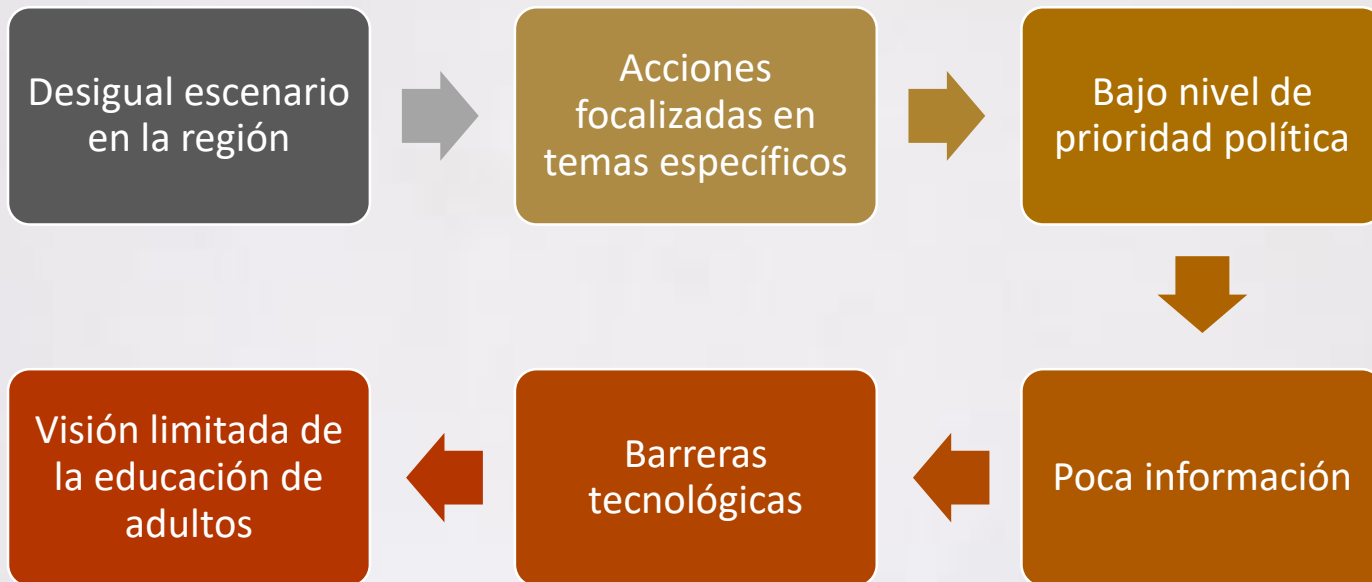 Desigual escenario
en la región
Acciones
focalizadas en
temas específicos
Bajo nivel de
prioridad política
Poca información
Barreras
tecnológicas
Visión limitada de
la educación de
adultos